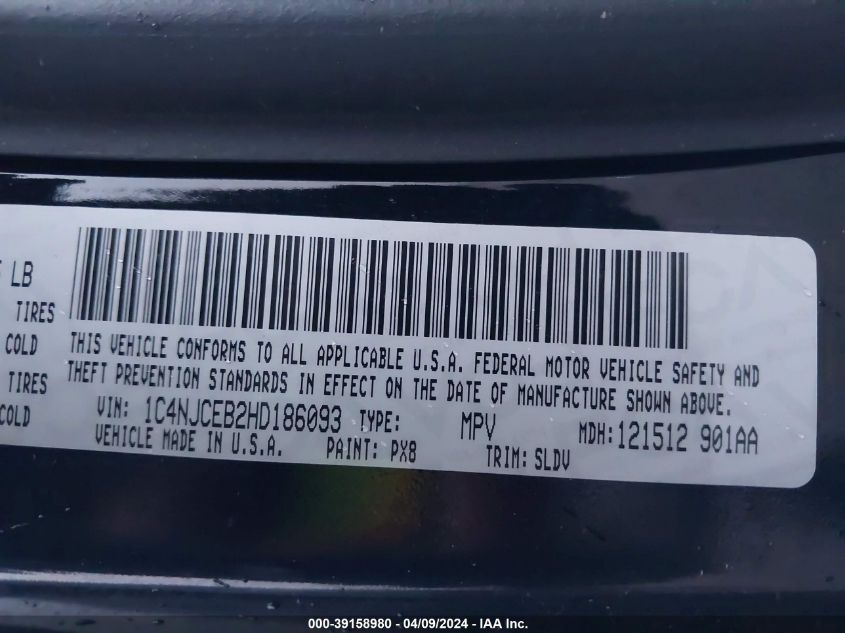 LB
TIRES
COLD
TIRES
COLD
THIS VEHICLE CONFORMS TO ALL APPLICABLE U.S.A. FEDERAL MOTOR VEHICLE SAFETY AND
THEFT PREVENTION STANDARDS IN EFFECT ON THE DATE OF MANUFACTURE SHOWN ABOVE.
VIN: 1C4NJCEB2HD186093 TYPE: MPV MDH: 121512 901AA
VEHICLE MADE IN U.S.A. PAINT: PX8 TRIM: SLDV
000-39158980 - 04/09/2024 - IAA Inc.